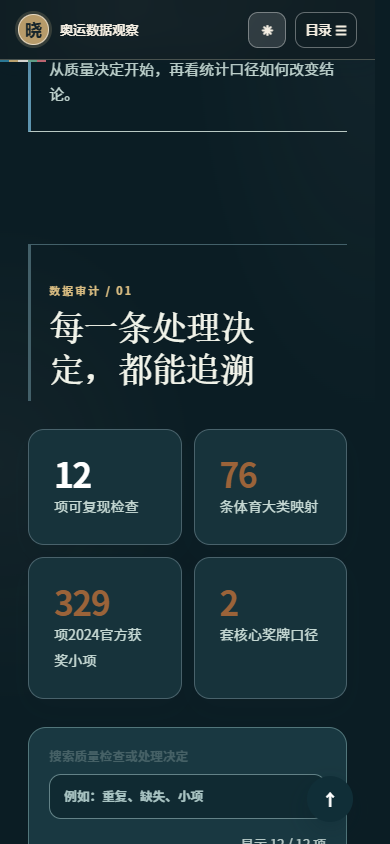 晓 奥运数据观察 目录
从质量决定开始，再看统计口径如何改变结
论。
数据审计 / 01
每一条处理决
定，都能追溯
12
项可复现检查
76
条体育大类映射
329
项2024官方获
奖小项
2
套核心奖牌口径
搜索质量检查或处理决定
例如：重复、缺失、小项
显示 12 / 12 项